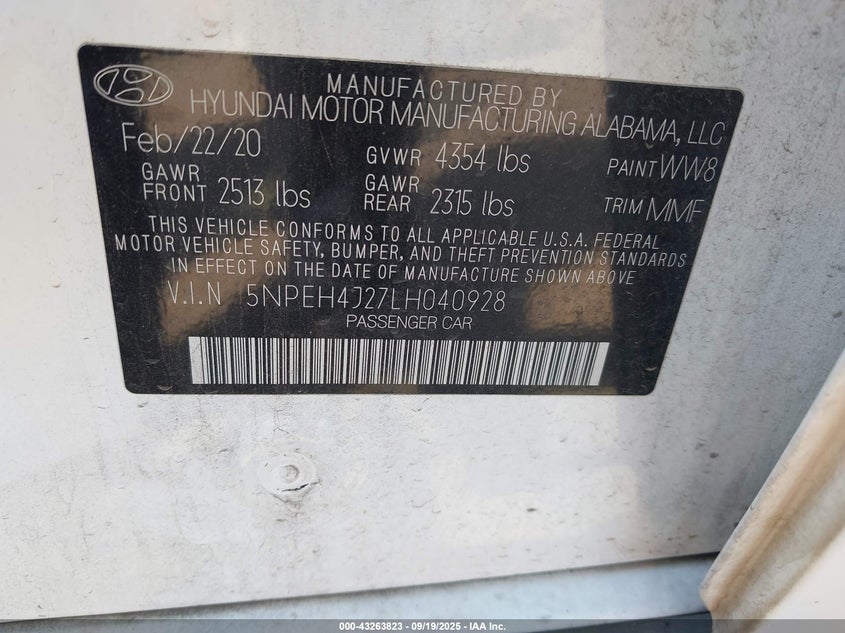 MANUFACTURED BY
HYUNDAI MOTOR MANUFACTURING ALABAMA, LLC
Feb/22/20 GVWR 4354 lbs PAINT WW8
GAWR FRONT 2513 lbs GAWR REAR 2315 lbs TRIM MMF
THIS VEHICLE CONFORMS TO ALL APPLICABLE U.S.A. FEDERAL
MOTOR VEHICLE SAFETY, BUMPER, AND THEFT PREVENTION STANDARDS
IN EFFECT ON THE DATE OF MANUFACTURE SHOWN ABOVE
V.I.N 5NPEH4J27LH040928
PASSENGER CAR
000-43263823 - 09/19/2025 - IAA Inc.